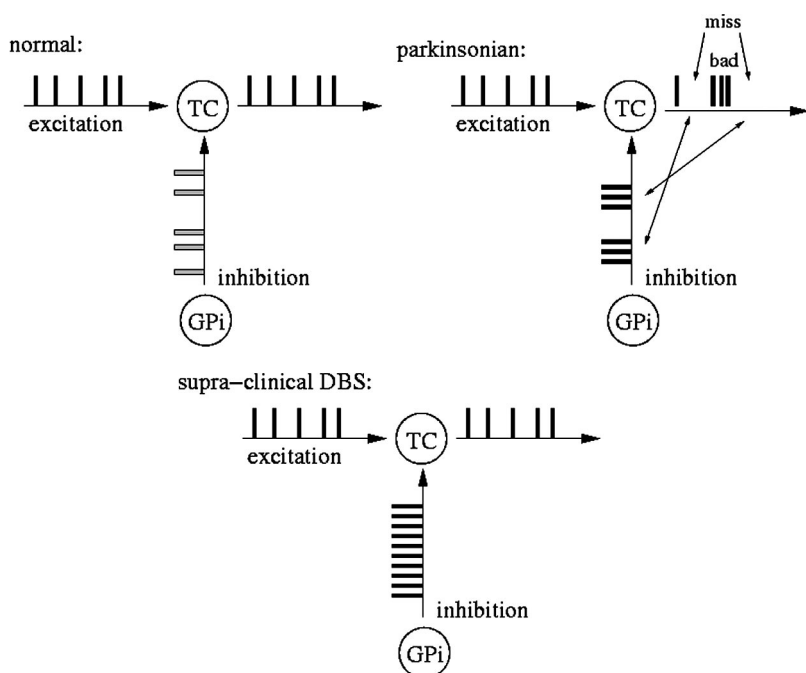 normal:
excitation
TC
inhibition
GPi
parkinsonian:
excitation
TC
miss
bad
inhibition
GPi
supra-clinical DBS:
excitation
TC
inhibition
GPi